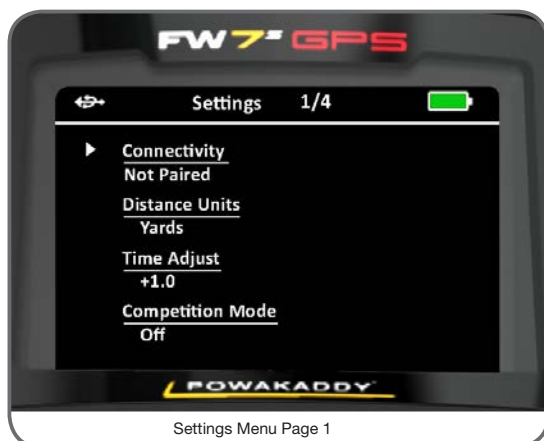 FW7s GPS
Settings 1/4
Connectivity
Not Paired
Distance Units
Yards
Time Adjust
+1.0
Competition Mode
Off
POWAKADDY
Settings Menu Page 1